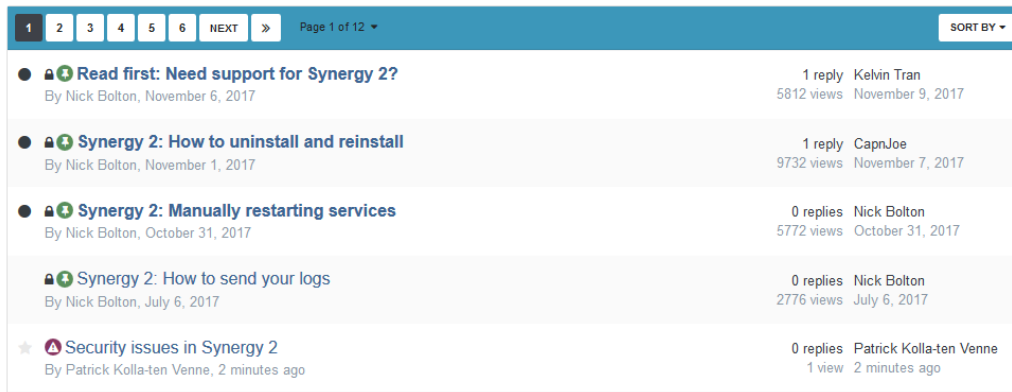 1 2 3 4 5 6 NEXT » Page 1 of 12 SORT BY
Read first: Need support for Synergy 2? 1 reply Kelvin Tran
By Nick Bolton, November 6, 2017 5812 views November 9, 2017
Synergy 2: How to uninstall and reinstall 1 reply CapnJoe
By Nick Bolton, November 1, 2017 9732 views November 7, 2017
Synergy 2: Manually restarting services 0 replies Nick Bolton
By Nick Bolton, October 31, 2017 5772 views October 31, 2017
Synergy 2: How to send your logs 0 replies Nick Bolton
By Nick Bolton, July 6, 2017 2776 views July 6, 2017
Security issues in Synergy 2 0 replies Patrick Kolla-ten Venne
By Patrick Kolla-ten Venne, 2 minutes ago 1 view 2 minutes ago